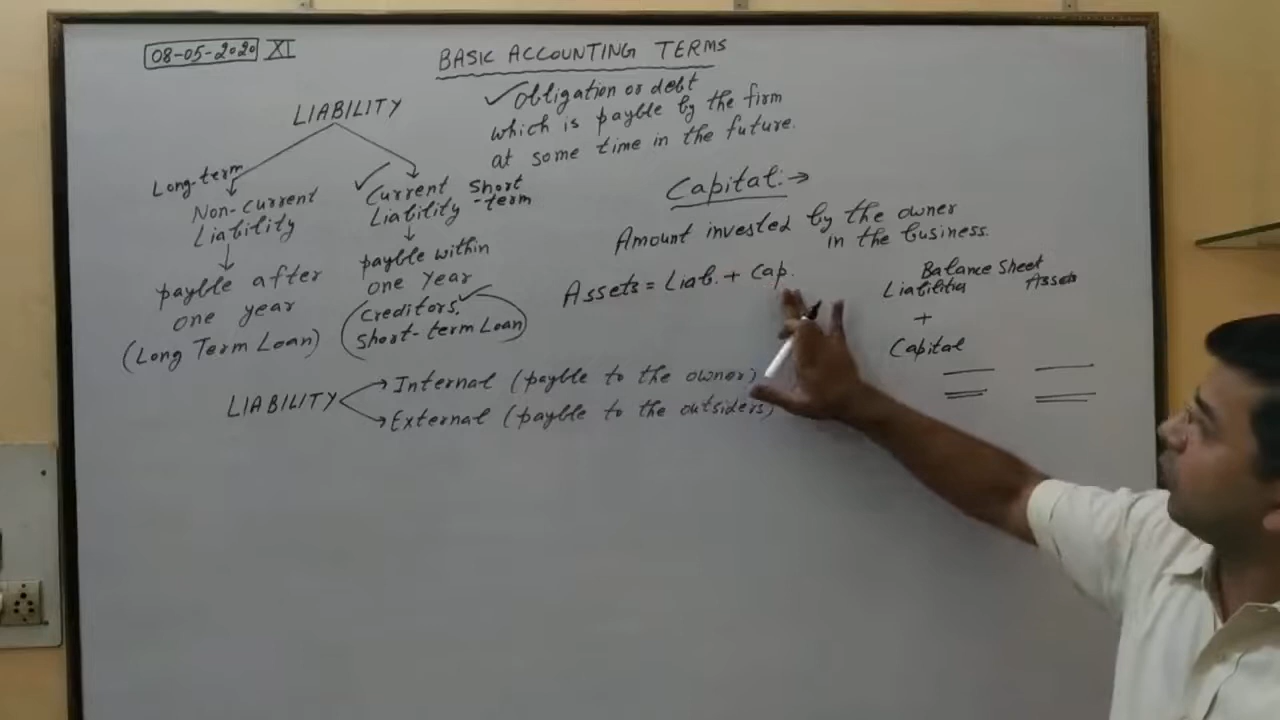 08-05-2020 XI
BASIC ACCOUNTING TERMS
LIABILITY
✓Obligation or debt
which is payble by the firm
at some time in the future.
Long-term
Non-current
Liability
payble after
one year
(Long Term Loan)
✓Current Short
Liability -term
payble within
one year
(Creditors, ✓
Short-term Loan)
Capital:→
Amount invested by the owner
in the business.
Assets = Liab. + Cap.
Balance Sheet
Liabilities Assets
+
Capital
LIABILITY
Internal (payble to the owner)
External (payble to the outsiders)